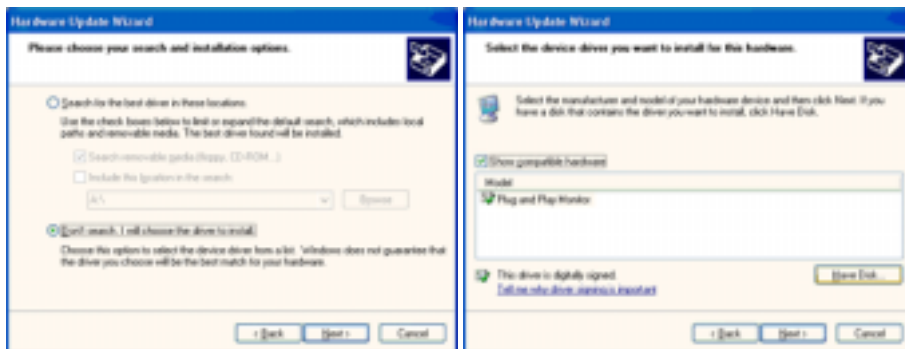 Hardware Update Wizard
Please choose your search and installation options.
Search for the best driver in these locations.
Use the check boxes below to limit or expand the default search, which includes local
paths and removable media. The best driver found will be installed.
Search removable media (floppy, CD-ROM...)
Include this location in the search:
A:\
Browse
Don't search. I will choose the driver to install.
Choose this option to select the device driver from a list. Windows does not guarantee that
the driver you choose will be the best match for your hardware.
< Back
Next >
Cancel
Hardware Update Wizard
Select the device driver you want to install for this hardware.
Select the manufacturer and model of your hardware device and then click Next. If you
have a disk that contains the driver you want to install, click Have Disk.
Show compatible hardware
Model
Plug and Play Monitor
This driver is digitally signed.
Tell me why driver signing is important
Have Disk...
< Back
Next >
Cancel